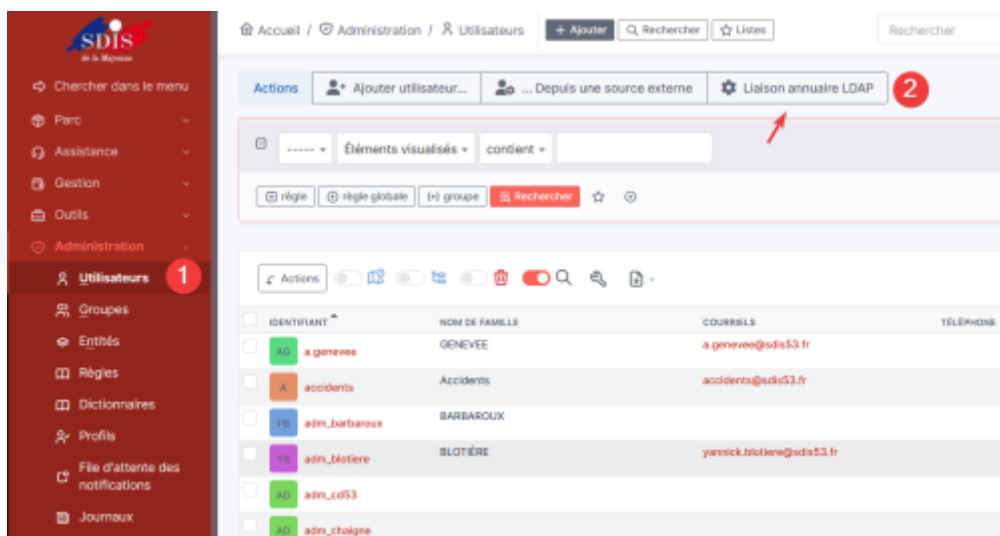 SDIS
de la Mayenne
Accueil / Administration / Utilisateurs + Ajouter Rechercher Listes Rechercher
Chercher dans le menu
Parc
Assistance
Gestion
Outils
Administration
Utilisateurs 1
Groupes
Entités
Règles
Dictionnaires
Profils
File d'attente des
notifications
Journaux
Actions Ajouter utilisateur... ... Depuis une source externe Liaison annuaire LDAP 2
----- Éléments visualisés contient
règle règle globale (+) groupe Rechercher
Actions
IDENTIFIANT NOM DE FAMILLE COURRIELS TÉLÉPHONE
AG a.genevee GENEVEE a.genevee@sdis53.fr
A accidents Accidents accidents@sdis53.fr
PB adm_barbaroux BARBAROUX
YB adm_blotiere BLOTIÈRE yannick.blotiere@sdis53.fr
AD adm_cd53
AD adm_chaigne